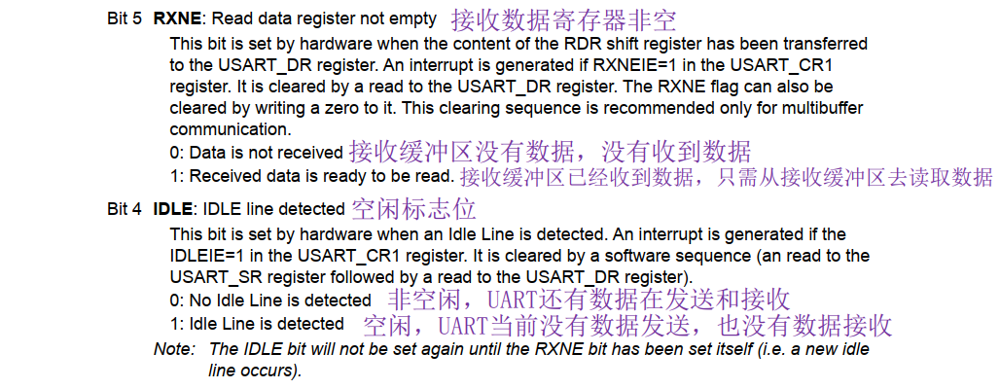 Bit 5 RXNE: Read data register not empty 接收数据寄存器非空
This bit is set by hardware when the content of the RDR shift register has been transferred
to the USART_DR register. An interrupt is generated if RXNEIE=1 in the USART_CR1
register. It is cleared by a read to the USART_DR register. The RXNE flag can also be
cleared by writing a zero to it. This clearing sequence is recommended only for multibuffer
communication.
0: Data is not received 接收缓冲区没有数据，没有收到数据
1: Received data is ready to be read. 接收缓冲区已经收到数据，只需从接收缓冲区去读取数据
Bit 4 IDLE: IDLE line detected 空闲标志位
This bit is set by hardware when an Idle Line is detected. An interrupt is generated if the
IDLEIE=1 in the USART_CR1 register. It is cleared by a software sequence (an read to the
USART_SR register followed by a read to the USART_DR register).
0: No Idle Line is detected 非空闲，UART还有数据在发送和接收
1: Idle Line is detected 空闲，UART当前没有数据发送，也没有数据接收
Note: The IDLE bit will not be set again until the RXNE bit has been set itself (i.e. a new idle
line occurs).